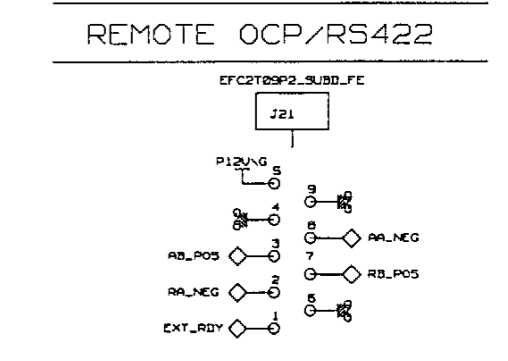 REMOTE OCP/RS422
EFC2T09P2_SUBD_FE
J21
P12V\G
5
9
4
8
AA_NEG
AB_POS
3
7
RB_POS
RA_NEG
2
6
EXT_RDY
1